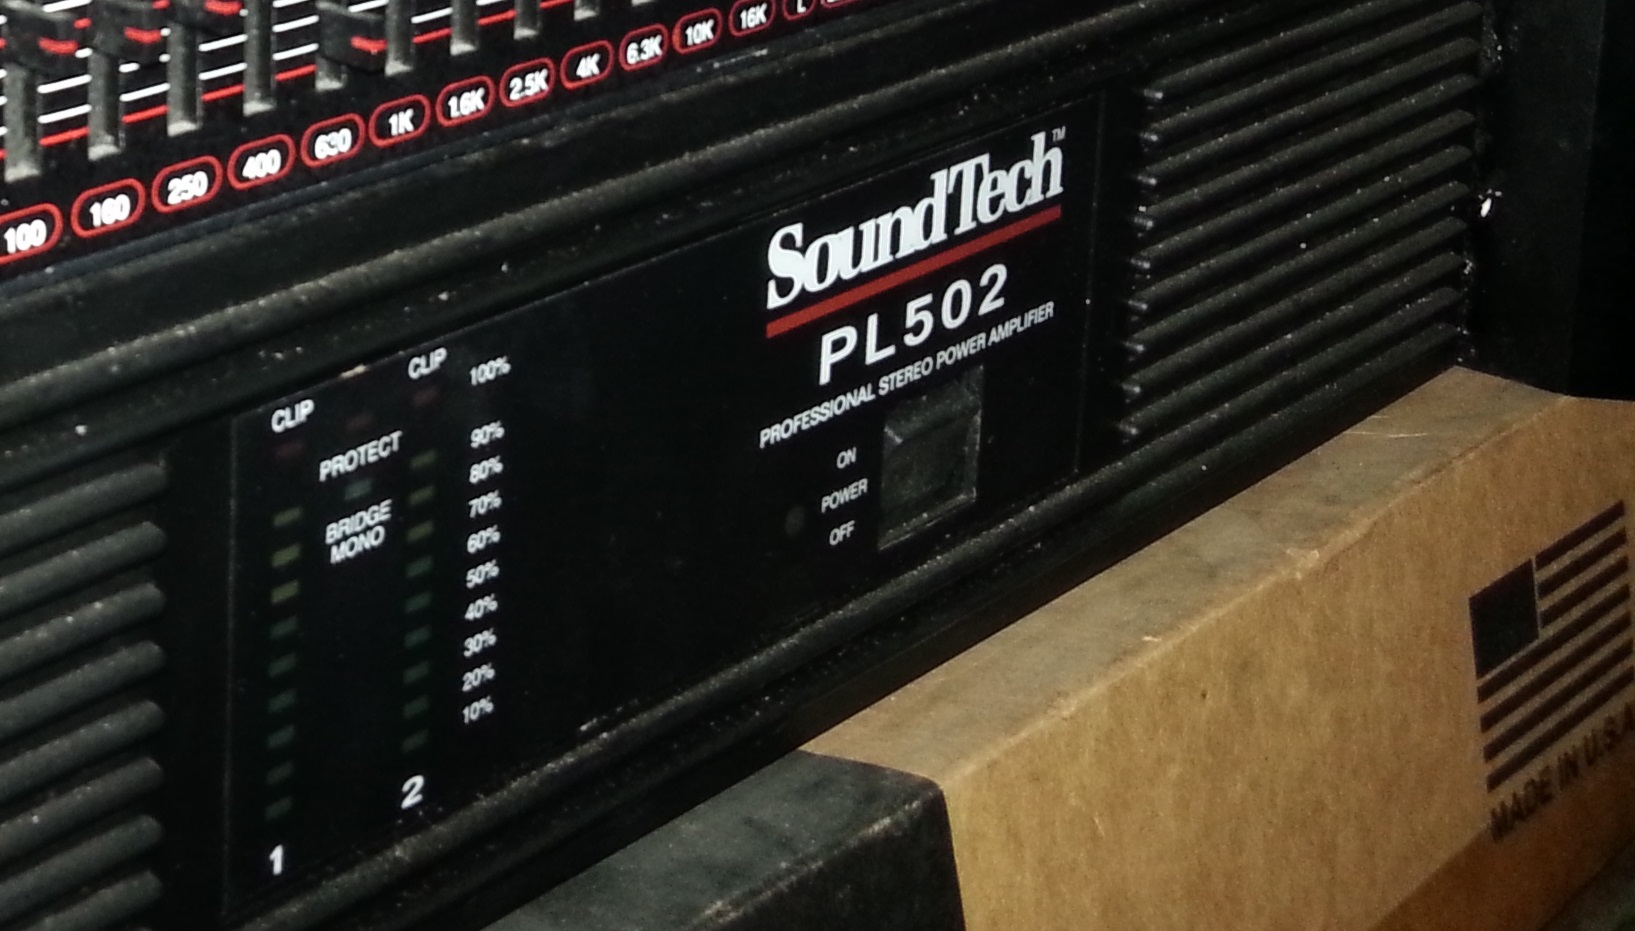 100 160 250 400 630 1K 1.6K 2.5K 4K 6.3K 10K 16K L
SoundTech™
PL502
PROFESSIONAL STEREO POWER AMPLIFIER
ON
POWER
OFF
CLIP
CLIP
100%
PROTECT
90%
80%
BRIDGE
MONO
70%
60%
50%
40%
30%
20%
10%
2
1
MADE IN U.S.A